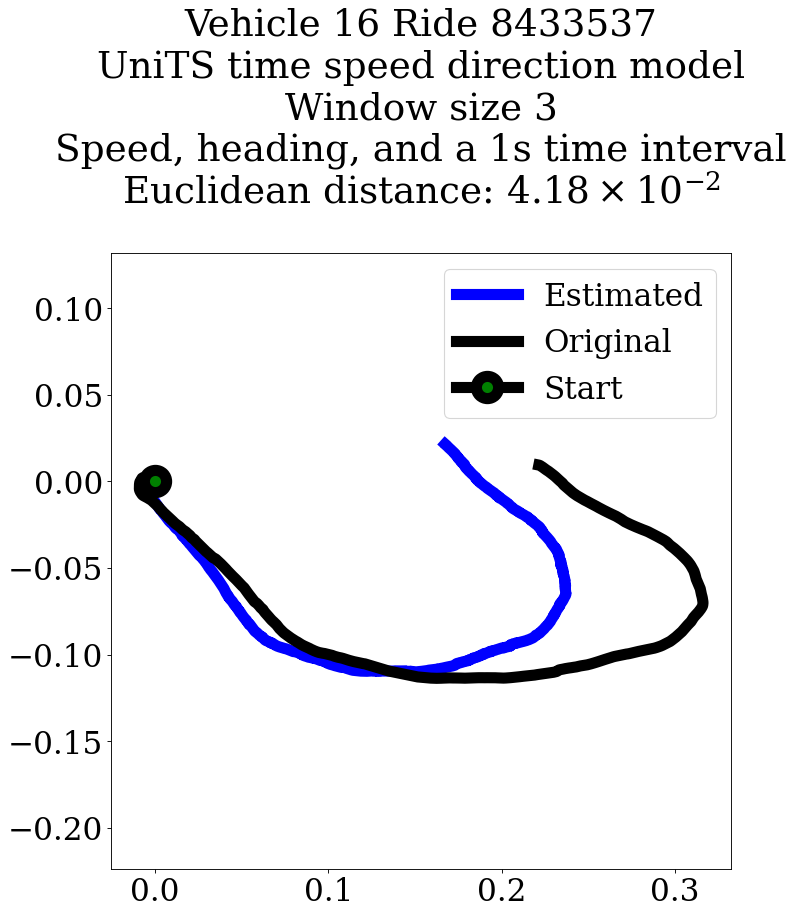 Vehicle 16 Ride 8433537
UniTS time speed direction model
Window size 3
Speed, heading, and a 1s time interval
Euclidean distance: 4.18 × 10⁻²
Estimated
Original
Start
0.10
0.05
0.00
−0.05
−0.10
−0.15
−0.20
0.0 0.1 0.2 0.3